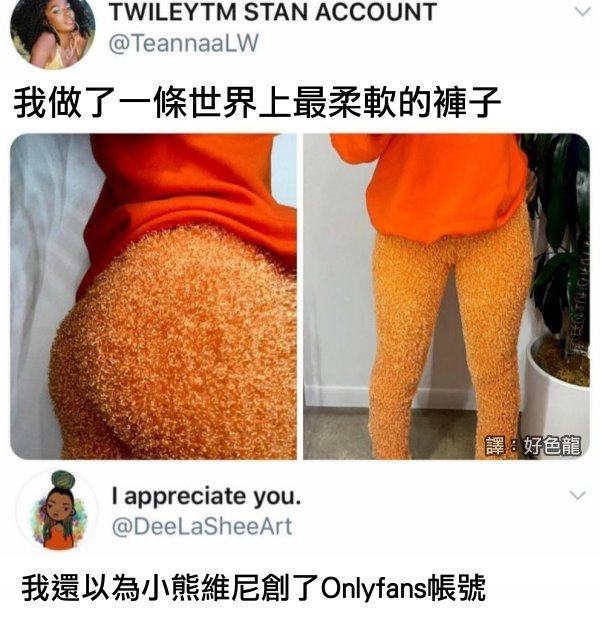 TWILEYTM STAN ACCOUNT
@TeannaaLW
我做了一條世界上最柔軟的褲子
譯：好色龍
I appreciate you.
@DeeLaSheeArt
我還以為小熊維尼創了Onlyfans帳號